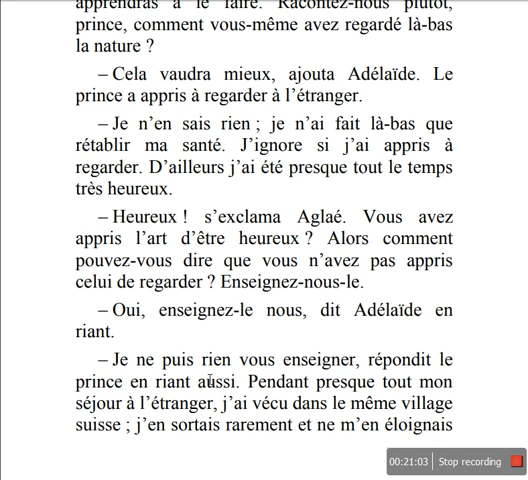 apprendras à le faire. Racontez-nous plutôt,
prince, comment vous-même avez regardé là-bas
la nature ?
– Cela vaudra mieux, ajouta Adélaïde. Le
prince a appris à regarder à l’étranger.
– Je n’en sais rien ; je n’ai fait là-bas que
rétablir ma santé. J’ignore si j’ai appris à
regarder. D’ailleurs j’ai été presque tout le temps
très heureux.
– Heureux ! s’exclama Aglaé. Vous avez
appris l’art d’être heureux ? Alors comment
pouvez-vous dire que vous n’avez pas appris
celui de regarder ? Enseignez-nous-le.
– Oui, enseignez-le nous, dit Adélaïde en
riant.
– Je ne puis rien vous enseigner, répondit le
prince en riant aussi. Pendant presque tout mon
séjour à l’étranger, j’ai vécu dans le même village
suisse ; j’en sortais rarement et ne m’en éloignais
00:21:03 Stop recording